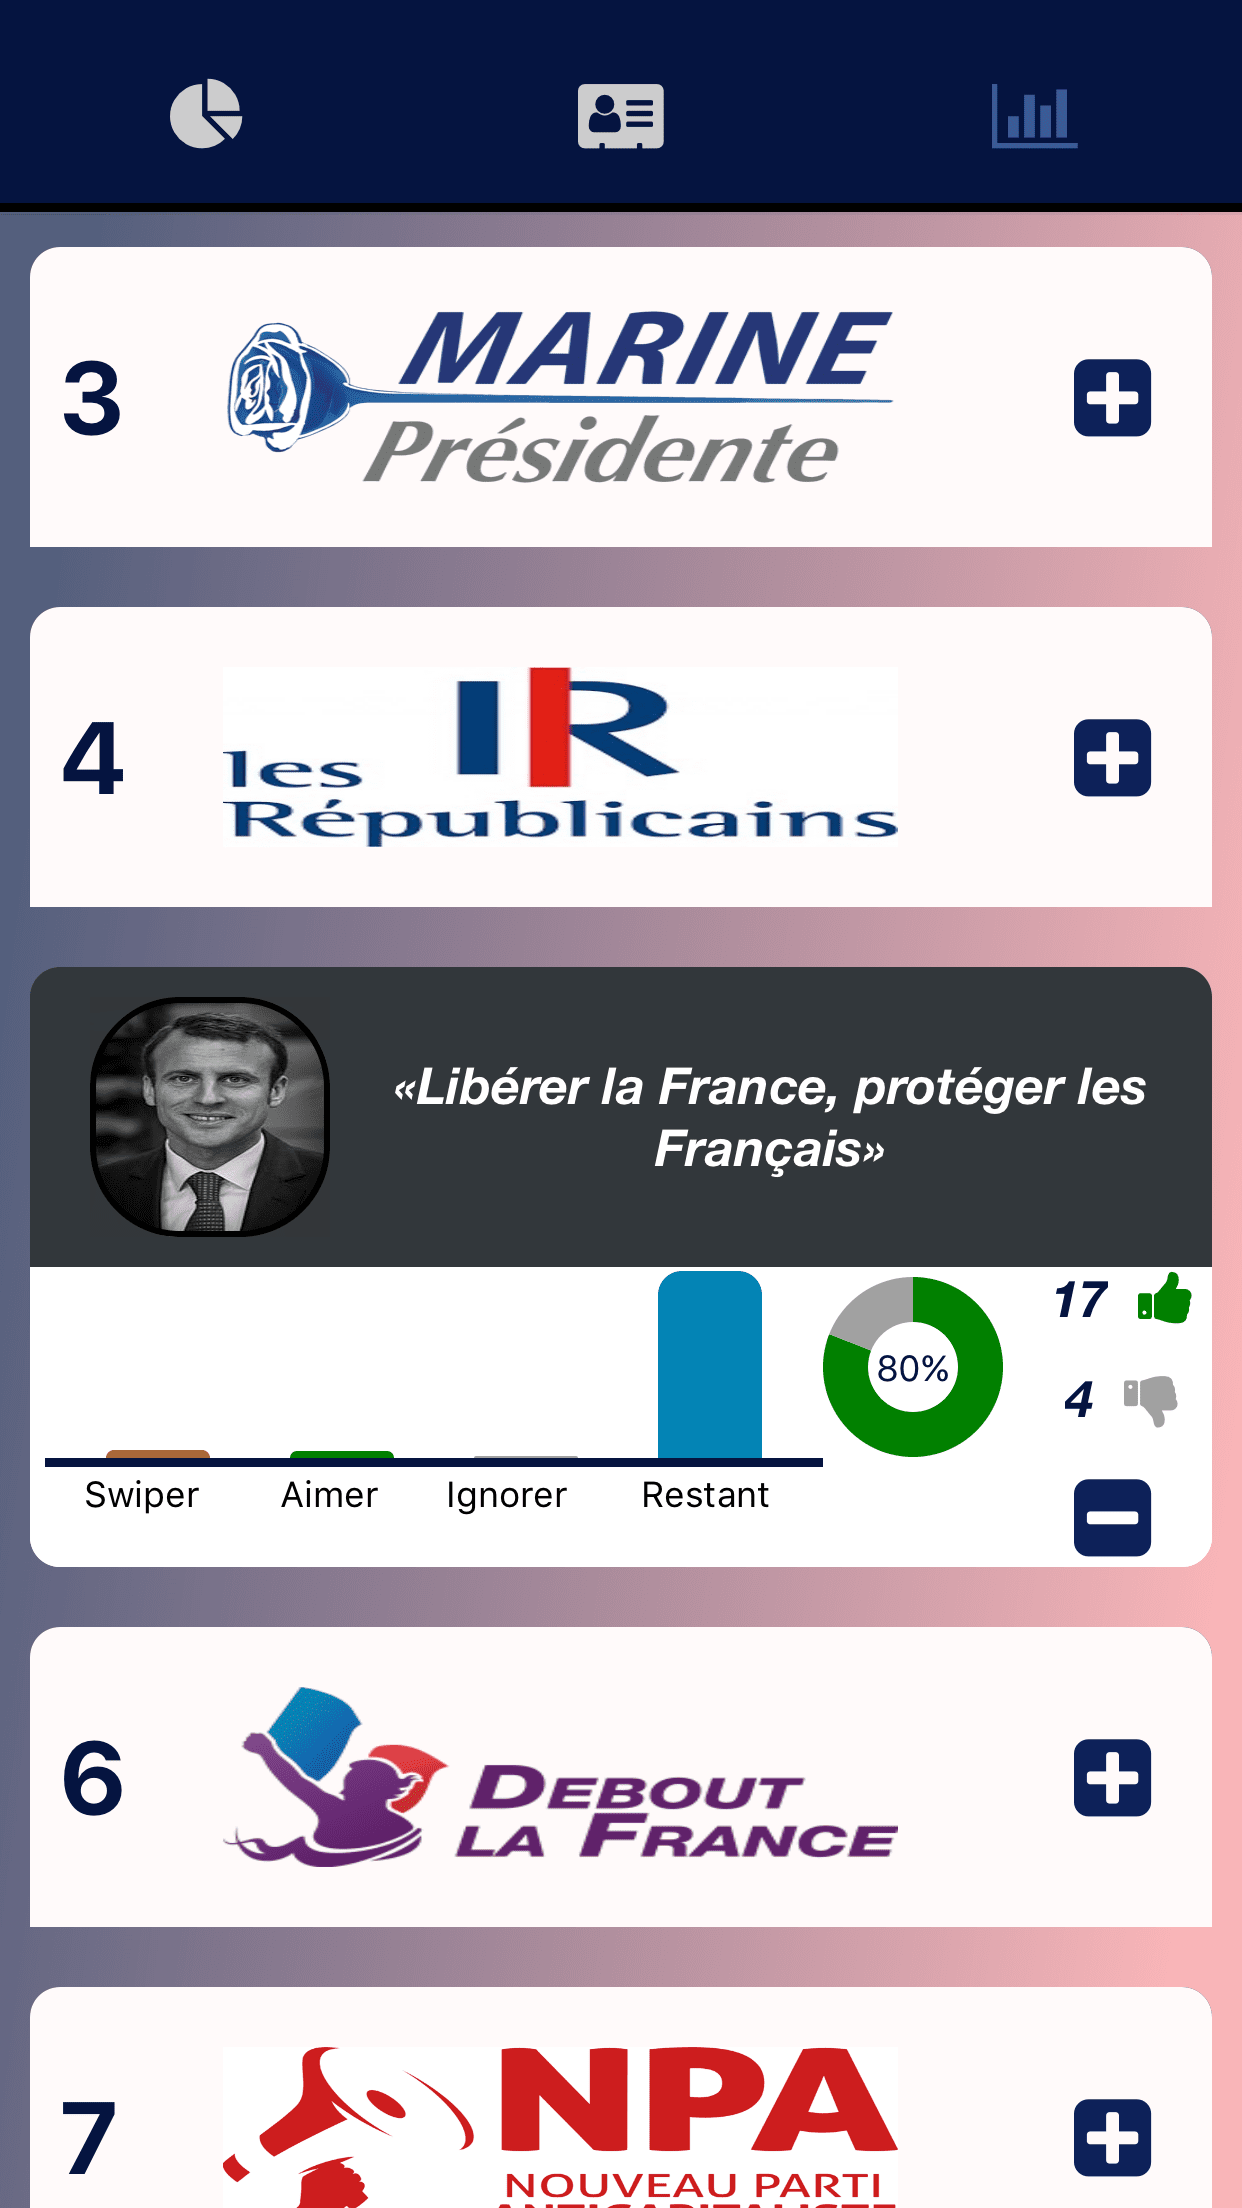 3
MARINE
Présidente
4
lR
les
Républicains
«Libérer la France, protéger les
Français»
17
80%
4
Swiper Aimer Ignorer Restant
6
DEBOUT
LA FRANCE
7
NPA
NOUVEAU PARTI
ANTICAPITALISTE